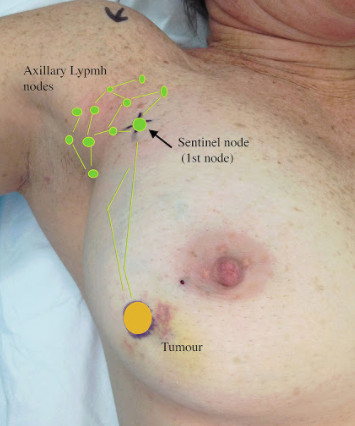 Axillary Lypmh
nodes
Sentinel node
(1st node)
Tumour